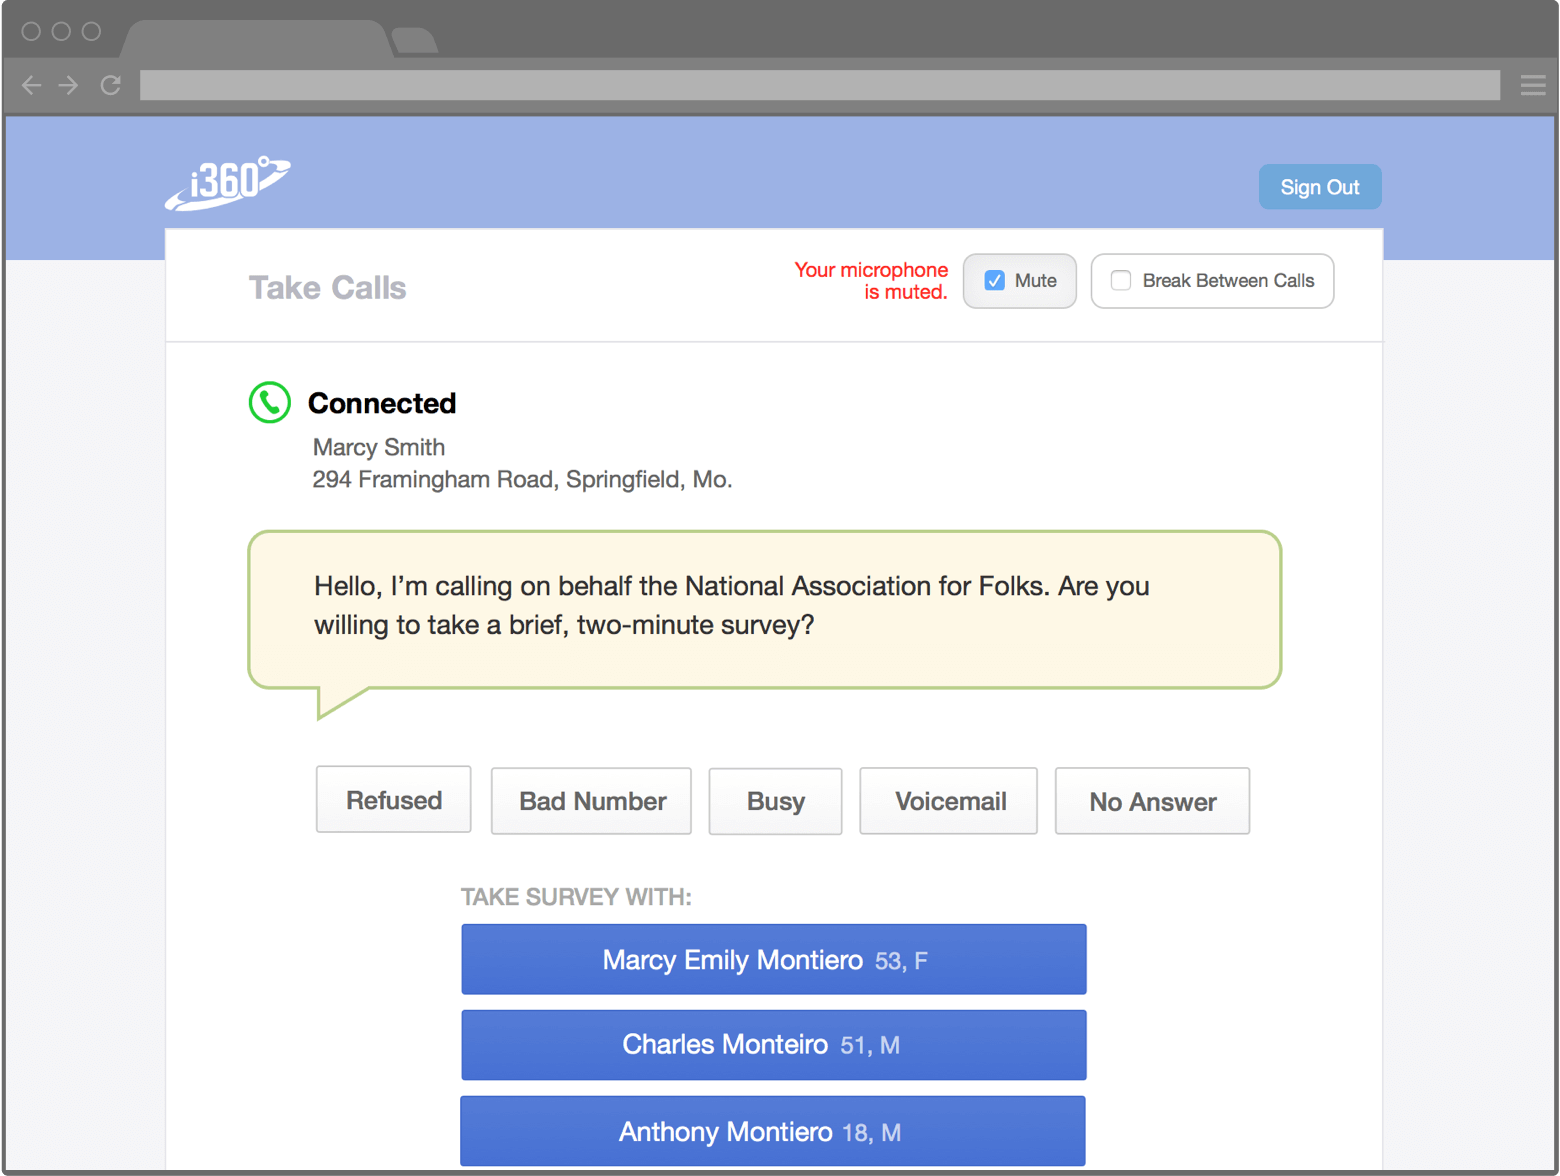 i360°
Sign Out
Take Calls
Your microphone
is muted.
Mute
Break Between Calls
Connected
Marcy Smith
294 Framingham Road, Springfield, Mo.
Hello, I’m calling on behalf the National Association for Folks. Are you
willing to take a brief, two-minute survey?
Refused
Bad Number
Busy
Voicemail
No Answer
TAKE SURVEY WITH:
Marcy Emily Montiero 53, F
Charles Monteiro 51, M
Anthony Montiero 18, M